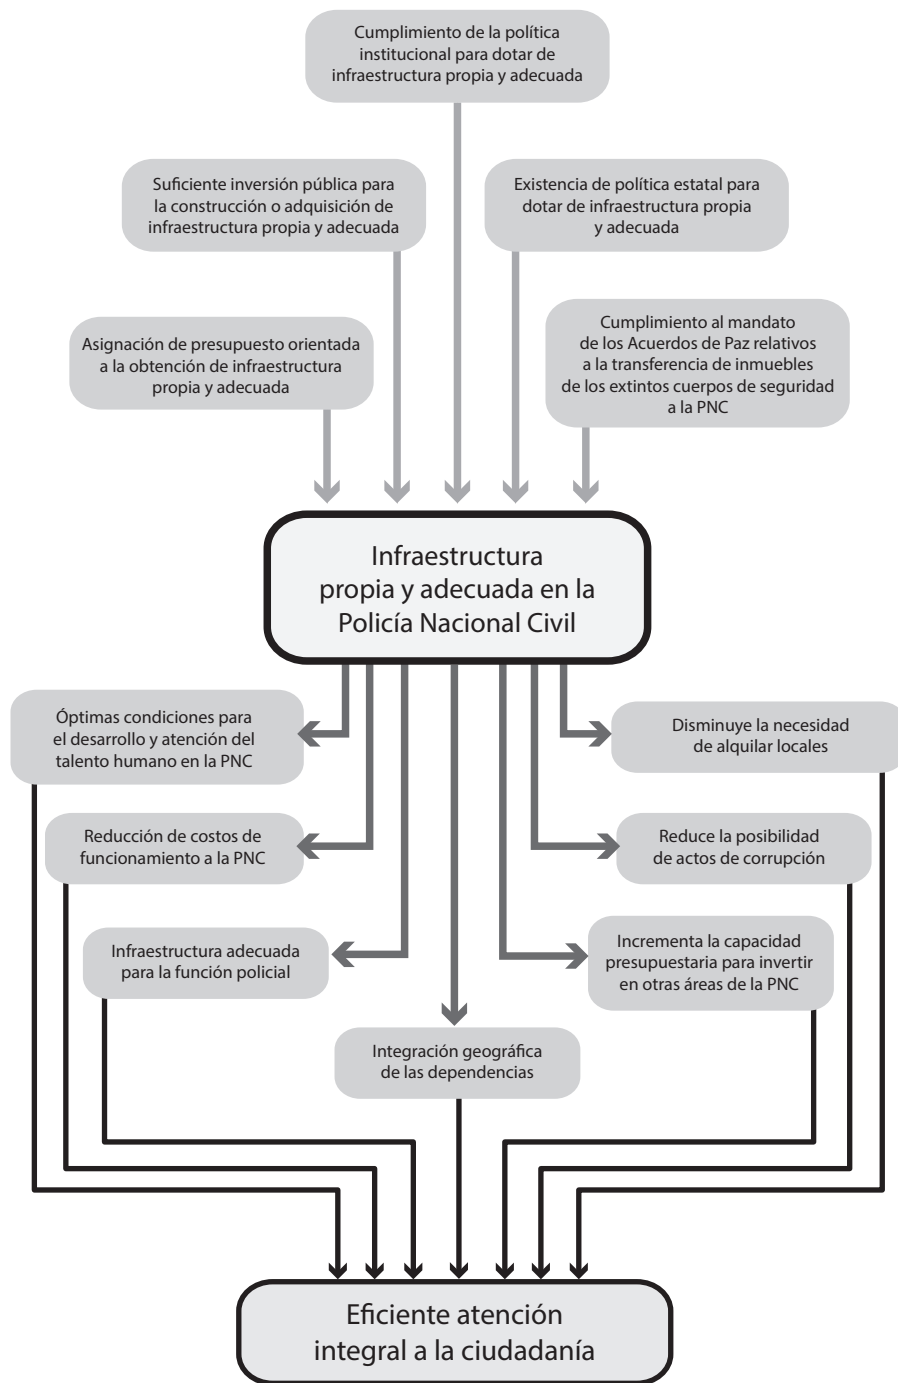 Cumplimiento de la política
institucional para dotar de
infraestructura propia y adecuada
Suficiente inversión pública para
la construcción o adquisición de
infraestructura propia y adecuada
Existencia de política estatal para
dotar de infraestructura propia
y adecuada
Asignación de presupuesto orientada
a la obtención de infraestructura
propia y adecuada
Cumplimiento al mandato
de los Acuerdos de Paz relativos
a la transferencia de inmuebles
de los extintos cuerpos de seguridad
a la PNC
Infraestructura
propia y adecuada en la
Policía Nacional Civil
Óptimas condiciones para
el desarrollo y atención del
talento humano en la PNC
Disminuye la necesidad
de alquilar locales
Reducción de costos de
funcionamiento a la PNC
Reduce la posibilidad
de actos de corrupción
Infraestructura adecuada
para la función policial
Incrementa la capacidad
presupuestaria para invertir
en otras áreas de la PNC
Integración geográfica
de las dependencias
Eficiente atención
integral a la ciudadanía